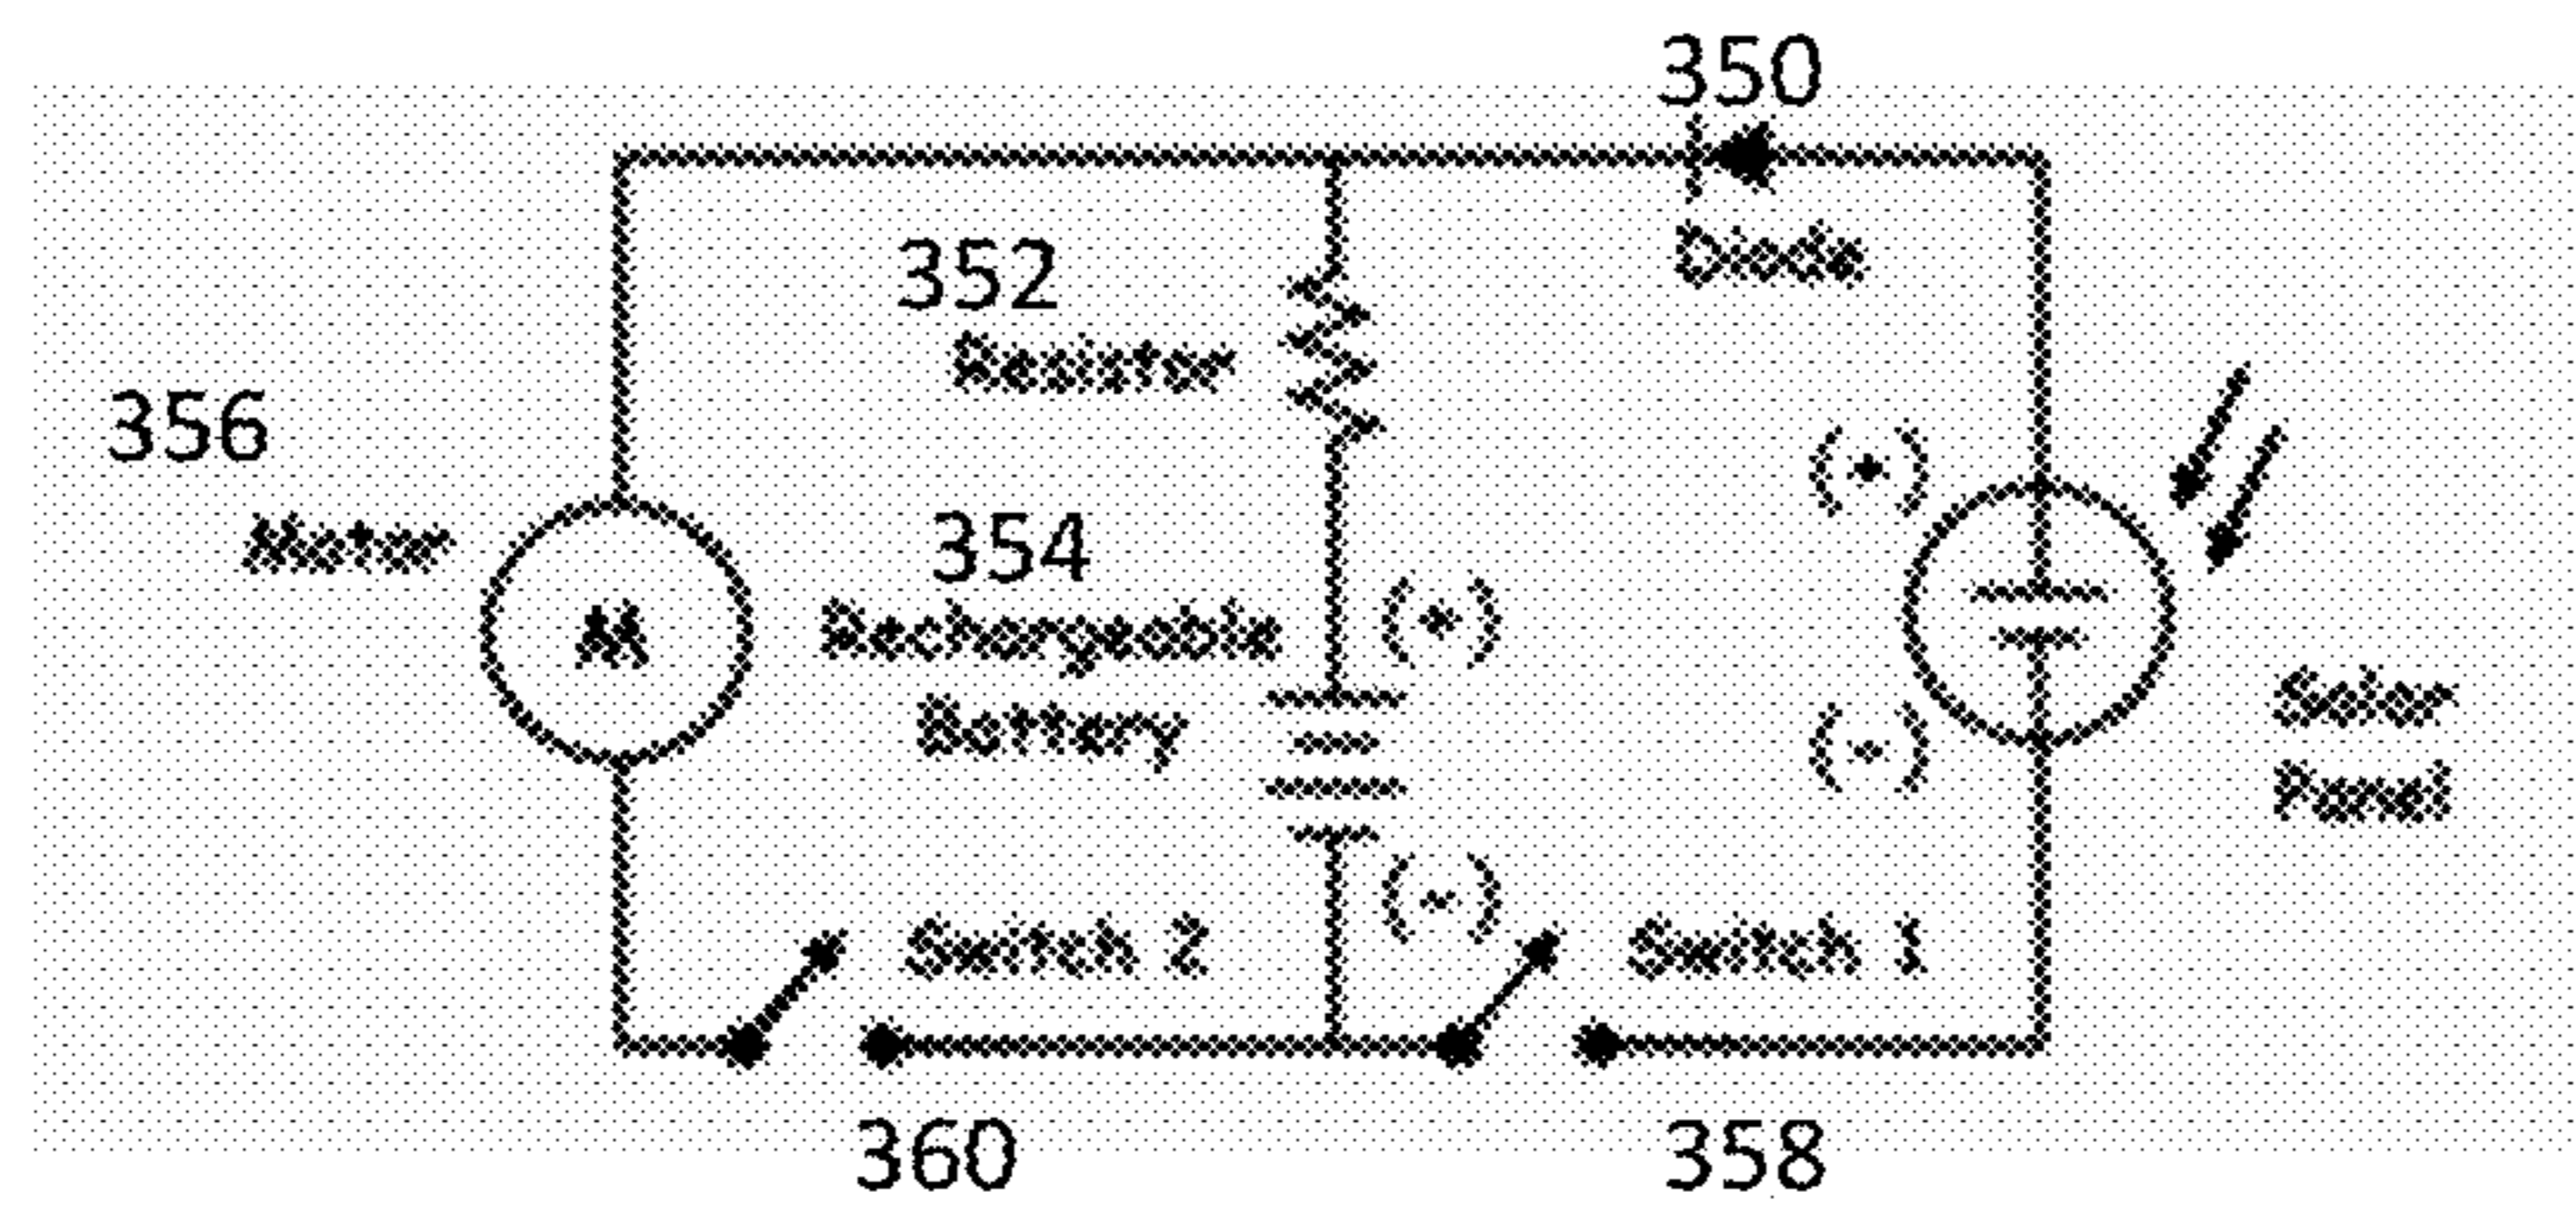 350
Diode
352
Resistor
356
Motor
M
354
Rechargeable
Battery
(+)
(-)
(+)
(-)
Solar
Panel
Switch 2
Switch 1
360
358